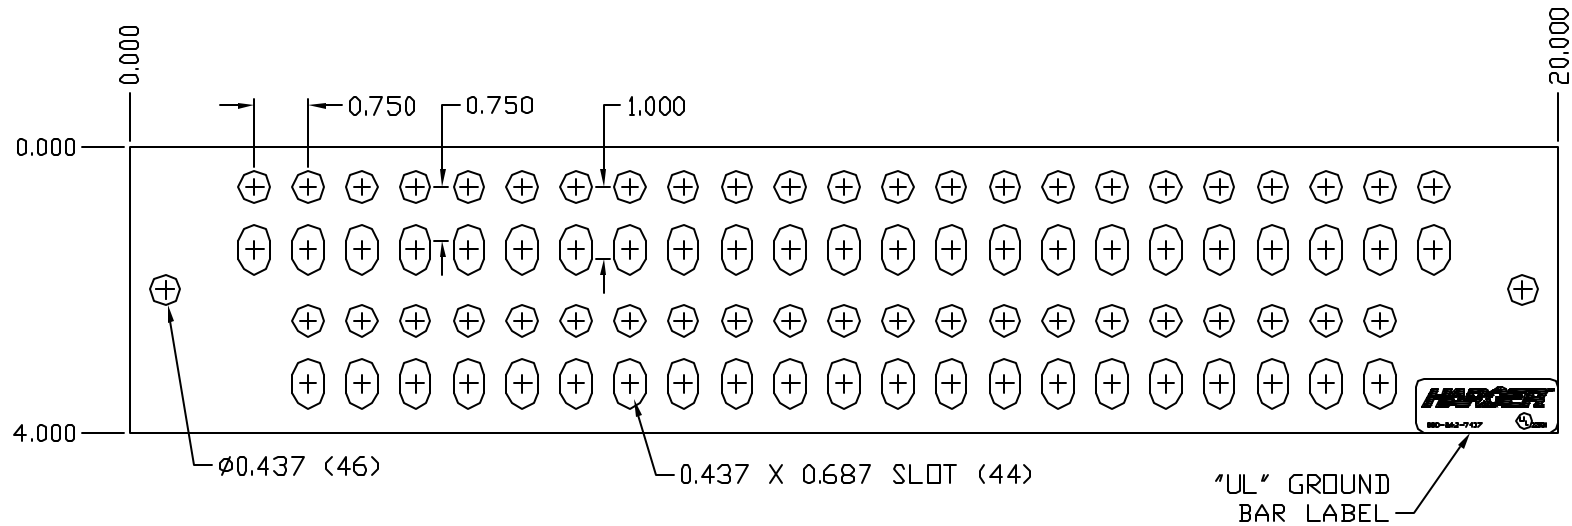 0.000
20.000
0.750
0.750
1.000
0.000
4.000
HARGER
Ø0.437 (46)
0.437 X 0.687 SLOT (44)
"UL" GROUND
BAR LABEL